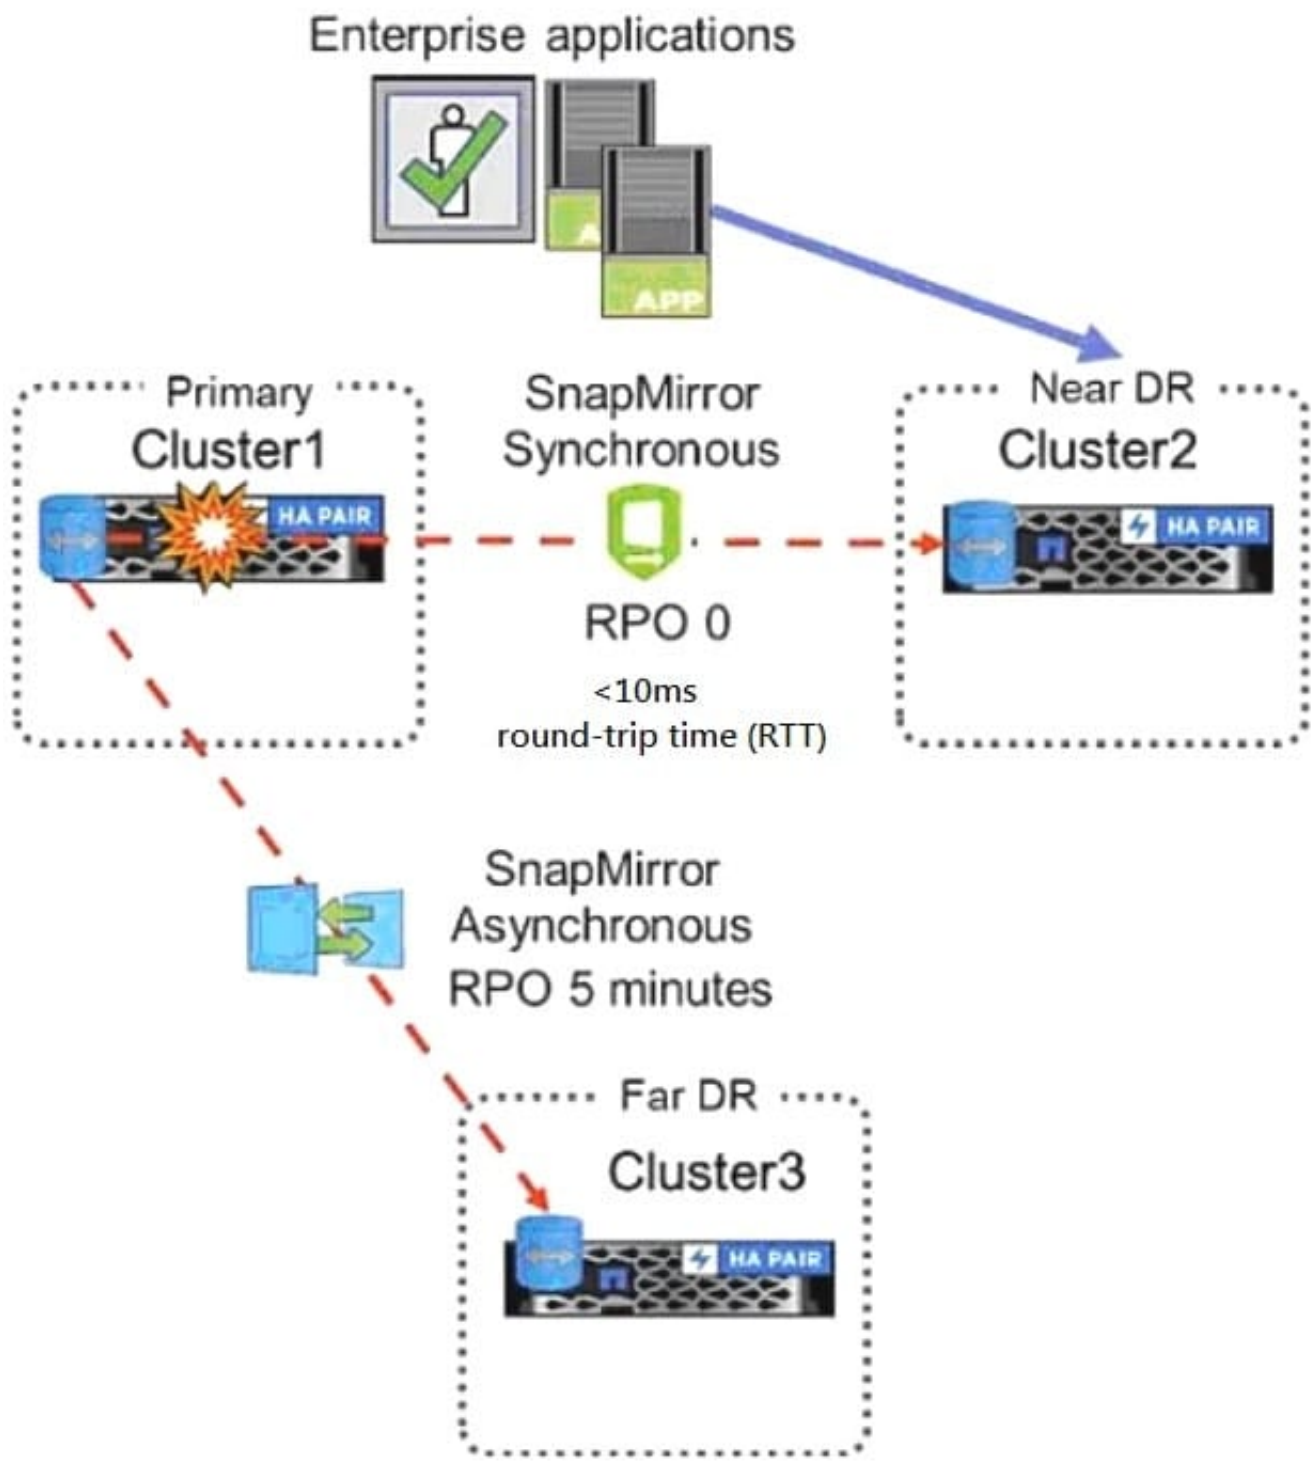 Enterprise applications
A
APP
Primary
Cluster1
HA PAIR
SnapMirror
Synchronous
RPO 0
<10ms
round-trip time (RTT)
Near DR
Cluster2
HA PAIR
SnapMirror
Asynchronous
RPO 5 minutes
Far DR
Cluster3
HA PAIR